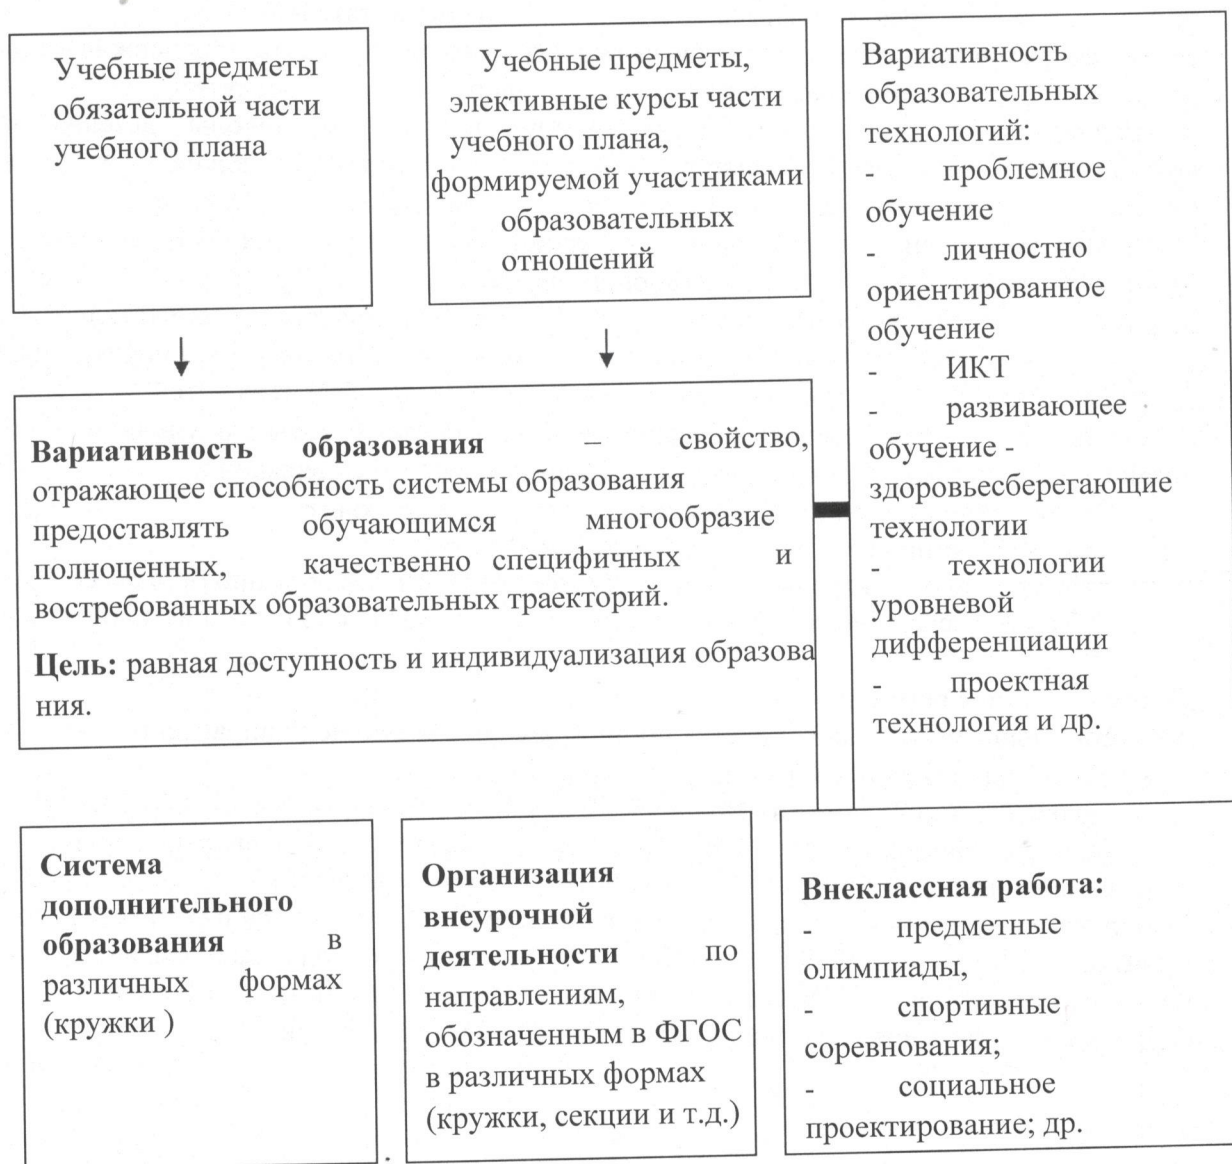 Учебные предметы
обязательной части
учебного плана
Учебные предметы,
элективные курсы части
учебного плана,
формируемой участниками
образовательных
отношений
Вариативность
образовательных
технологий:
- проблемное
обучение
- личностно
ориентированное
обучение
- ИКТ
- развивающее
обучение -
здоровьесберегающие
технологии
- технологии
уровневой
дифференциации
- проектная
технология и др.
Вариативность образования – свойство,
отражающее способность системы образования
предоставлять обучающимся многообразие
полноценных, качественно специфичных и
востребованных образовательных траекторий.
Цель: равная доступность и индивидуализация образова
ния.
Система
дополнительного
образования в
различных формах
(кружки )
Организация
внеурочной
деятельности по
направлениям,
обозначенным в ФГОС
в различных формах
(кружки, секции и т.д.)
.
Внеклассная работа:
- предметные
олимпиады,
- спортивные
соревнования;
- социальное
проектирование; др.